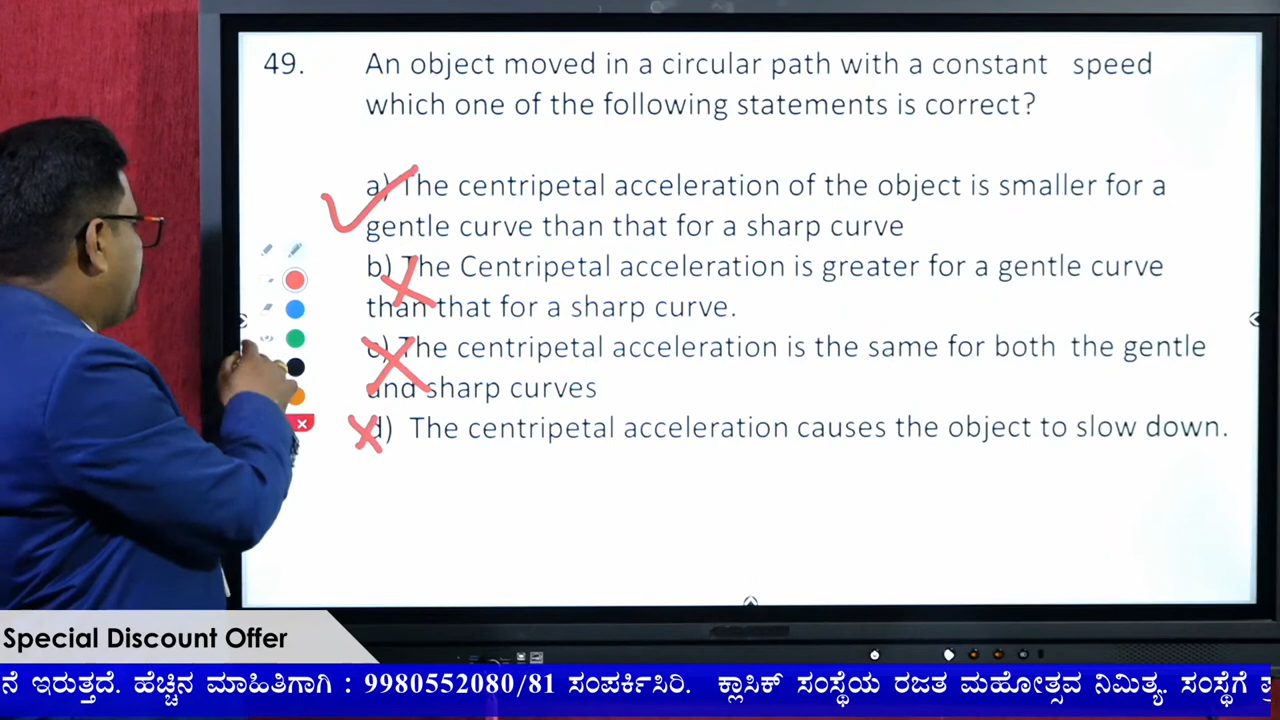 49. An object moved in a circular path with a constant speed
which one of the following statements is correct?
a) The centripetal acceleration of the object is smaller for a
gentle curve than that for a sharp curve
b) The Centripetal acceleration is greater for a gentle curve
than that for a sharp curve.
c) The centripetal acceleration is the same for both the gentle
and sharp curves
d) The centripetal acceleration causes the object to slow down.
Special Discount Offer
ನೆ ಇರುತ್ತದೆ. ಹೆಚ್ಚಿನ ಮಾಹಿತಿಗಾಗಿ : 9980552080/81 ಸಂಪರ್ಕಿಸಿರಿ. ಕ್ಲಾಸಿಕ್ ಸಂಸ್ಥೆಯ ರಜತ ಮಹೋತ್ಸವ ನಿಮಿತ್ಯ. ಸಂಸ್ಥೆಗೆ